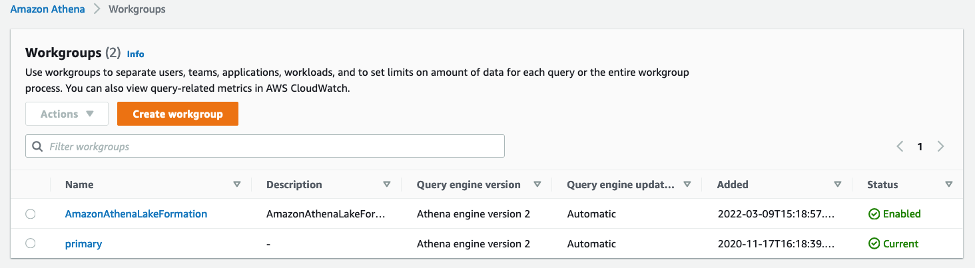 Amazon Athena > Workgroups
Workgroups (2) Info
Use workgroups to separate users, teams, applications, workloads, and to set limits on amount of data for each query or the entire workgroup
process. You can also view query-related metrics in AWS CloudWatch.
Actions Create workgroup
Filter workgroups 1
Name Description Query engine version Query engine updat... Added Status
AmazonAthenaLakeFormation AmazonAthenaLakeFor... Athena engine version 2 Automatic 2022-03-09T15:18:57.... Enabled
primary - Athena engine version 2 Automatic 2020-11-17T16:18:39.... Current